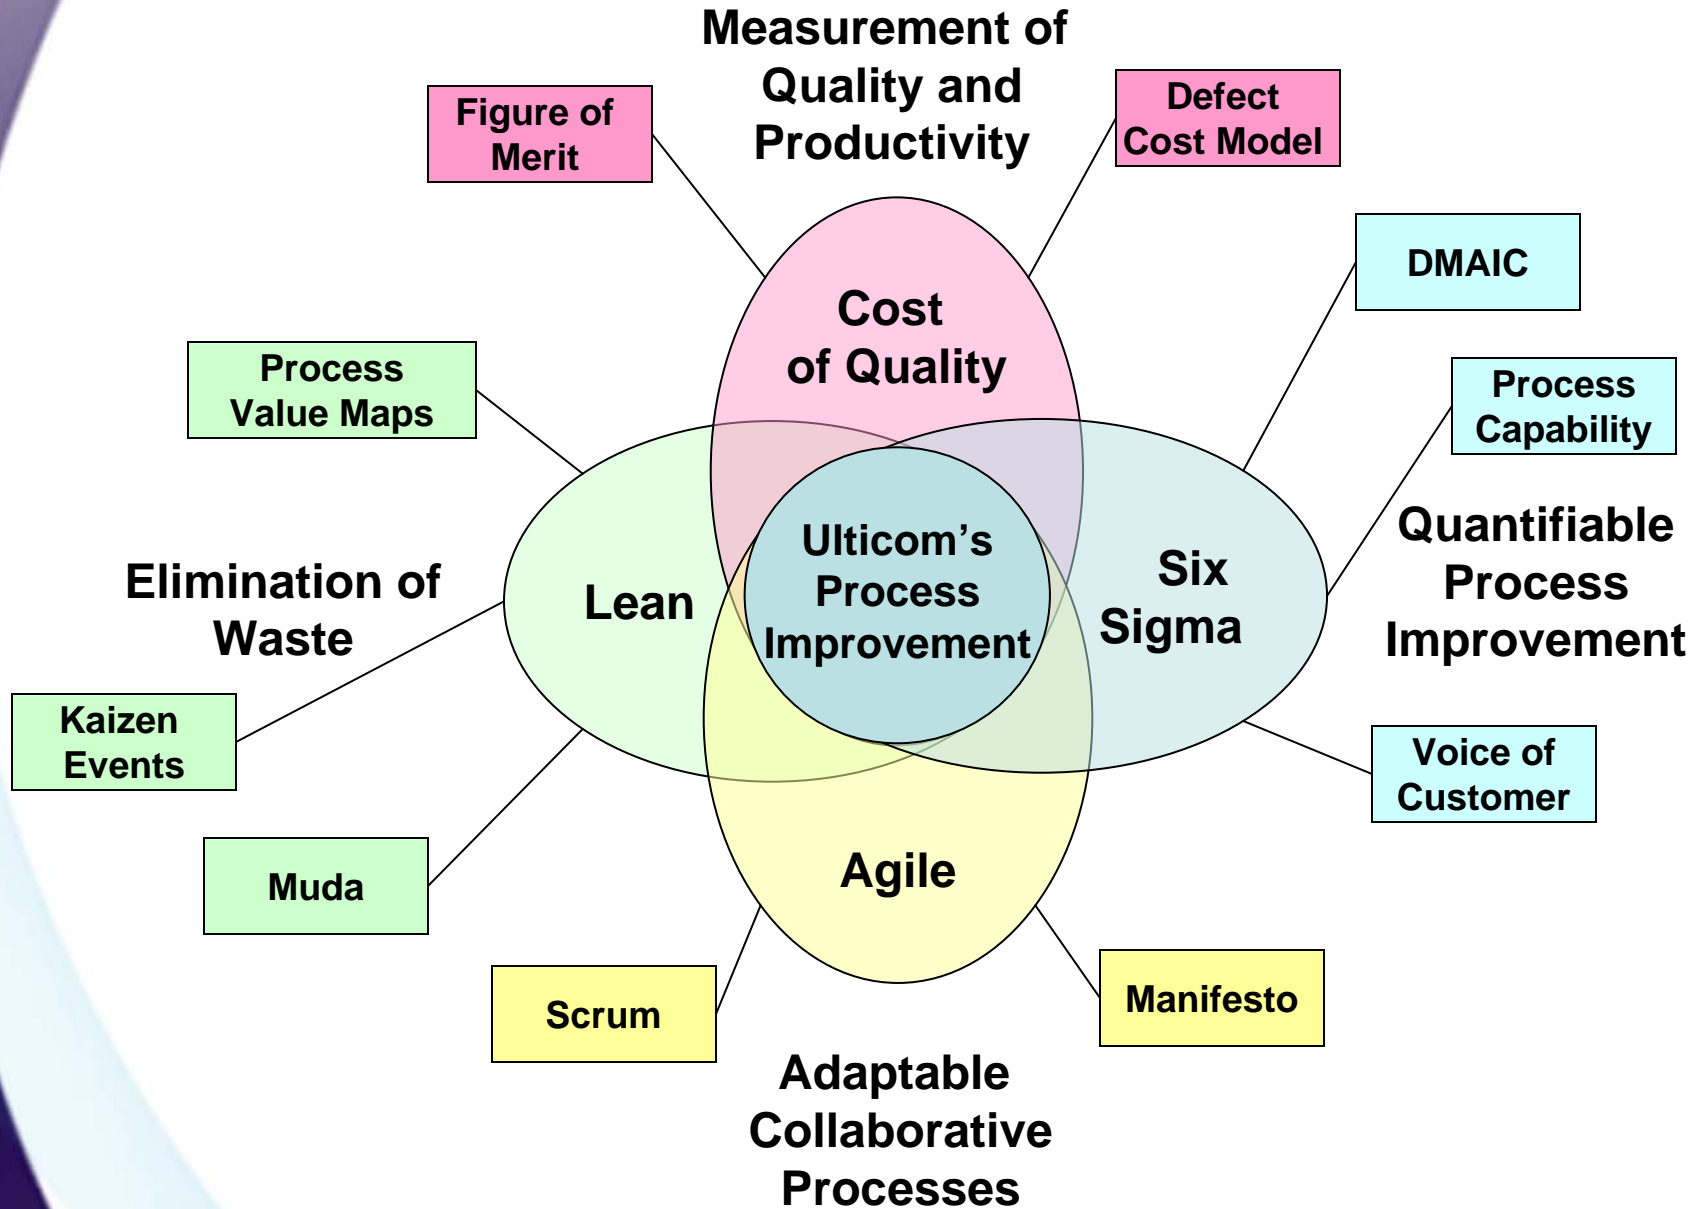 Measurement of
Quality and
Productivity
Figure of
Merit
Defect
Cost Model
DMAIC
Cost
of Quality
Process
Value Maps
Process
Capability
Ulticom’s
Process
Improvement
Lean
Six
Sigma
Elimination of
Waste
Quantifiable
Process
Improvement
Kaizen
Events
Voice of
Customer
Muda
Agile
Scrum
Manifesto
Adaptable
Collaborative
Processes